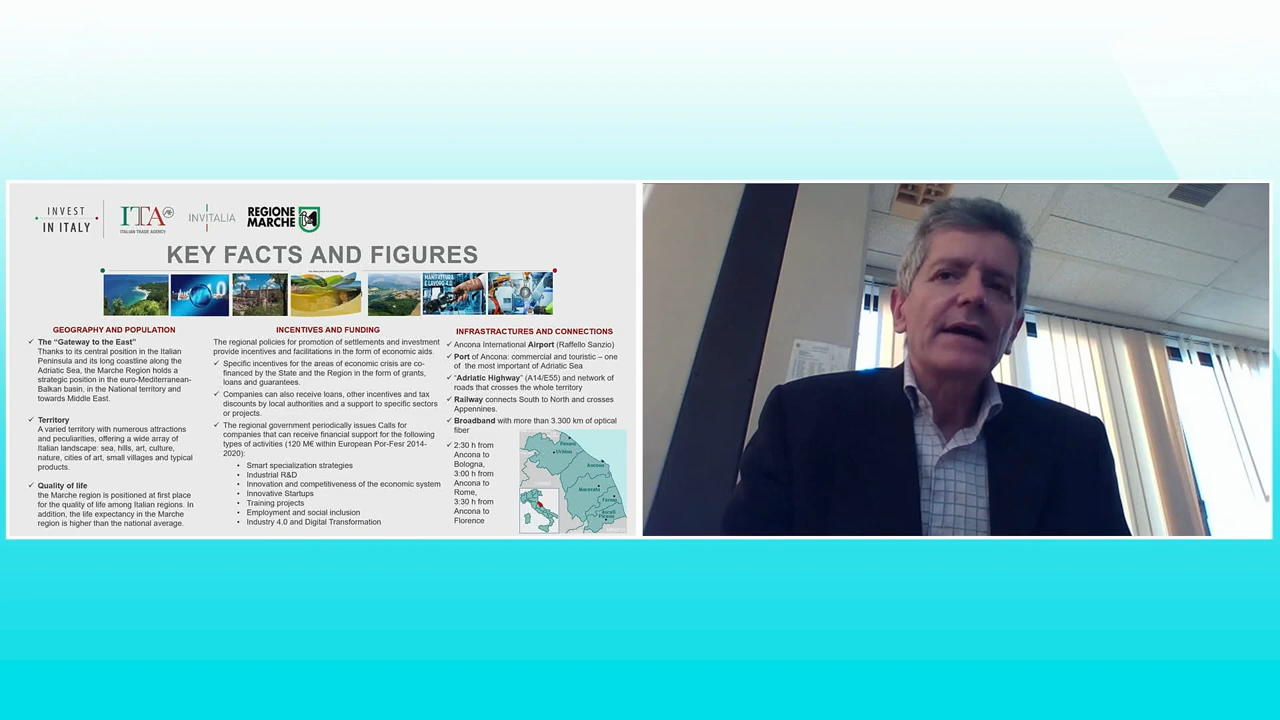 INVEST
IN ITALY
ITA
ITALIAN TRADE AGENCY
INVITALIA
REGIONE
MARCHE
KEY FACTS AND FIGURES
MANIFATTURA
E LAVORO 4.0
GEOGRAPHY AND POPULATION
✓ The “Gateway to the East”
Thanks to its central position in the Italian
Peninsula and its long coastline along the
Adriatic Sea, the Marche Region holds a
strategic position in the euro-Mediterranean-
Balkan basin, in the National territory and
towards Middle East.
✓ Territory
A varied territory with numerous attractions
and peculiarities, offering a wide array of
Italian landscape: sea, hills, art, culture,
nature, cities of art, small villages and typical
products.
✓ Quality of life
the Marche region is positioned at first place
for the quality of life among Italian regions. In
addition, the life expectancy in the Marche
region is higher than the national average.
INCENTIVES AND FUNDING
The regional policies for promotion of settlements and investment
provide incentives and facilitations in the form of economic aids
✓ Specific incentives for the areas of economic crisis are co-
financed by the State and the Region in the form of grants,
loans and guarantees.
✓ Companies can also receive loans, other incentives and tax
discounts by local authorities and a support to specific sectors
or projects.
✓ The regional government periodically issues Calls for
companies that can receive financial support for the following
types of activities (120 M€ within European Por-Fesr 2014-
2020):
• Smart specialization strategies
• Industrial R&D
• Innovation and competitiveness of the economic system
• Innovative Startups
• Training projects
• Employment and social inclusion
• Industry 4.0 and Digital Transformation
INFRASTRACTURES AND CONNECTIONS
✓ Ancona International Airport (Raffello Sanzio)
✓ Port of Ancona: commercial and touristic – one
of the most important of Adriatic Sea
✓ “Adriatic Highway” (A14/E55) and network of
roads that crosses the whole territory
✓ Railway connects South to North and crosses
Appennines.
✓ Broadband with more than 3.300 km of optical
fiber
✓ 2:30 h from
Ancona to
Bologna,
3:00 h from
Ancona to
Rome,
3:30 h from
Ancona to
Florence
Pesaro
Urbino
Ancona
Macerata
Fermo
Ascoli
Piceno